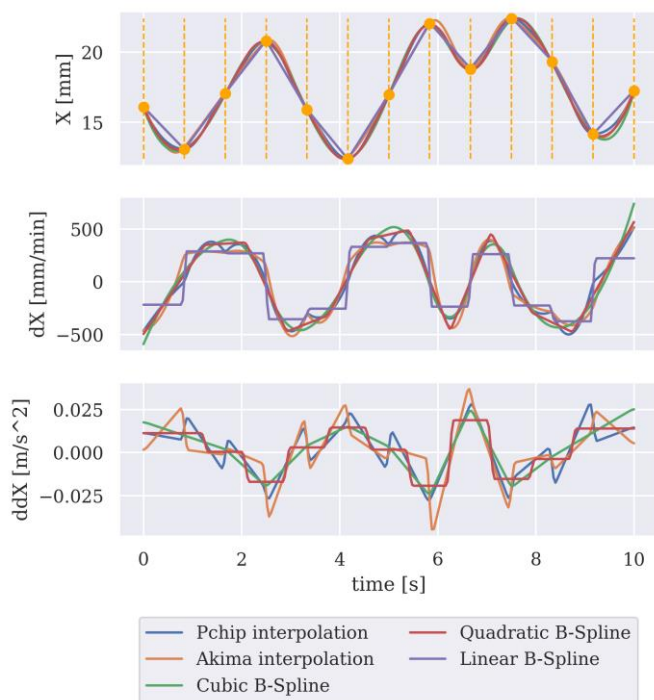 22
15
X [mm]
500
0
−500
dX [mm/min]
0.025
0.000
−0.025
ddX [m/s^2]
0 2 4 6 8 10
time [s]
Pchip interpolation
Akima interpolation
Cubic B-Spline
Quadratic B-Spline
Linear B-Spline